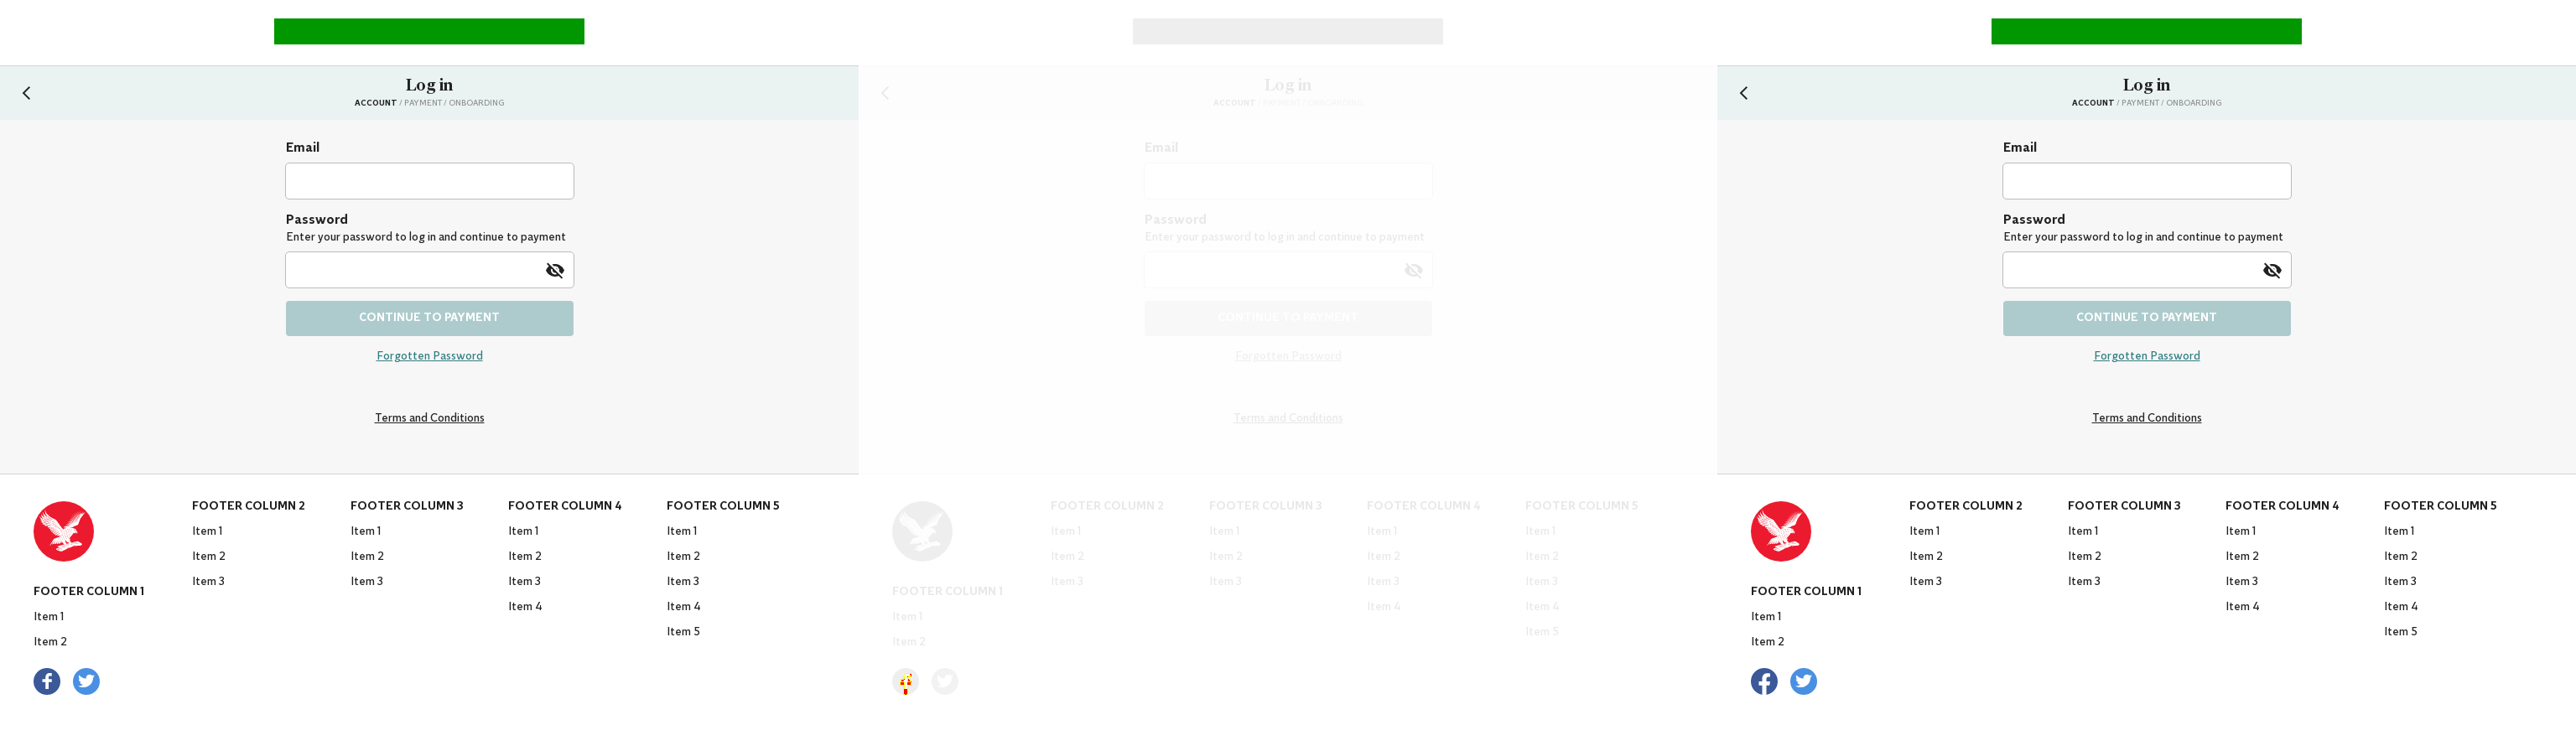 Log in
ACCOUNT / PAYMENT / ONBOARDING
Email
Password
Enter your password to log in and continue to payment
CONTINUE TO PAYMENT
Forgotten Password
Terms and Conditions
FOOTER COLUMN 1
Item 1
Item 2
FOOTER COLUMN 2
Item 1
Item 2
Item 3
FOOTER COLUMN 3
Item 1
Item 2
Item 3
FOOTER COLUMN 4
Item 1
Item 2
Item 3
Item 4
FOOTER COLUMN 5
Item 1
Item 2
Item 3
Item 4
Item 5
Log in
ACCOUNT / PAYMENT / ONBOARDING
Email
Password
Enter your password to log in and continue to payment
CONTINUE TO PAYMENT
Forgotten Password
Terms and Conditions
FOOTER COLUMN 1
Item 1
Item 2
FOOTER COLUMN 2
Item 1
Item 2
Item 3
FOOTER COLUMN 3
Item 1
Item 2
Item 3
FOOTER COLUMN 4
Item 1
Item 2
Item 3
Item 4
FOOTER COLUMN 5
Item 1
Item 2
Item 3
Item 4
Item 5
Log in
ACCOUNT / PAYMENT / ONBOARDING
Email
Password
Enter your password to log in and continue to payment
CONTINUE TO PAYMENT
Forgotten Password
Terms and Conditions
FOOTER COLUMN 1
Item 1
Item 2
FOOTER COLUMN 2
Item 1
Item 2
Item 3
FOOTER COLUMN 3
Item 1
Item 2
Item 3
FOOTER COLUMN 4
Item 1
Item 2
Item 3
Item 4
FOOTER COLUMN 5
Item 1
Item 2
Item 3
Item 4
Item 5